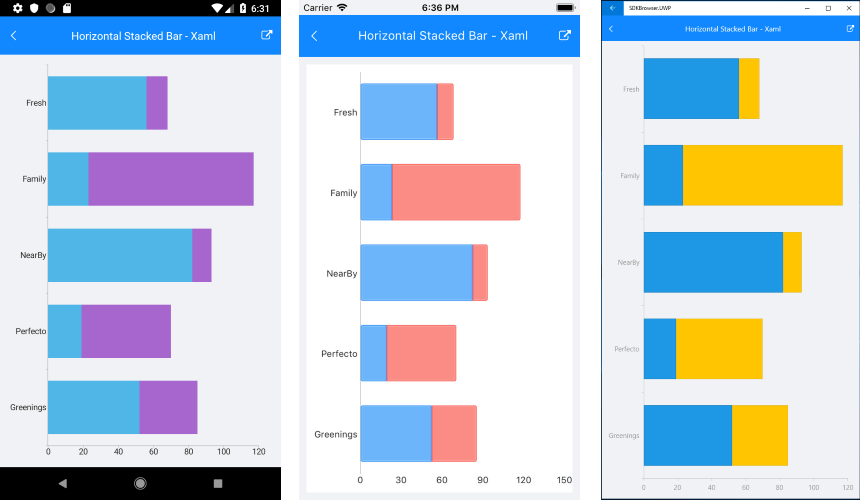 6:31
Horizontal Stacked Bar - Xaml
Fresh
Family
NearBy
Perfecto
Greenings
0 20 40 60 80 100 120
Carrier 6:36 PM
Horizontal Stacked Bar - Xaml
Fresh
Family
NearBy
Perfecto
Greenings
0 30 60 90 120 150
SDKBrowser.UWP
Horizontal Stacked Bar - Xaml
Fresh
Family
NearBy
Perfecto
Greenings
0 20 40 60 80 100 120